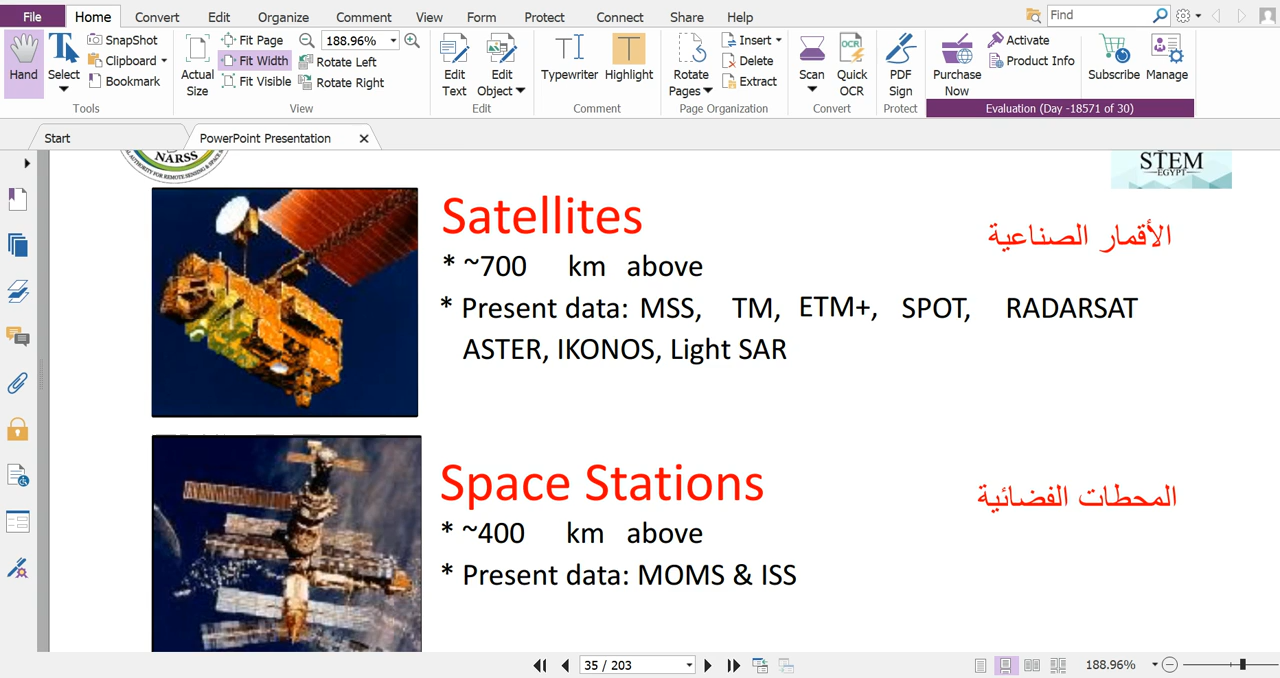 File Home Convert Edit Organize Comment View Form Protect Connect Share Help Find
SnapShot Fit Page 188.96% Insert Activate
Clipboard Fit Width Rotate Left Delete Product Info
Bookmark Fit Visible Rotate Right Extract
Hand Select Actual Size Edit Text Edit Object Typewriter Highlight Rotate Pages Scan Quick OCR PDF Sign Purchase Now Subscribe Manage
Tools View Edit Comment Page Organization Convert Protect Evaluation (Day -18571 of 30)
Start PowerPoint Presentation
NARSS
STEM
EGYPT
Satellites
الأقمار الصناعية
* ~700 km above
* Present data: MSS, TM, ETM+, SPOT, RADARSAT
ASTER, IKONOS, Light SAR
Space Stations
المحطات الفضائية
* ~400 km above
* Present data: MOMS & ISS
35 / 203 188.96%